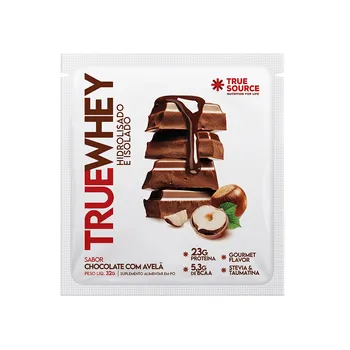 TRUE
SOURCE
NUTRITION FOR LIFE
TRUEWHEY
HIDROLISADO
E ISOLADO
SABOR
CHOCOLATE COM AVELÃ
PESO LÍQ. 32G | SUPLEMENTO ALIMENTAR EM PÓ
23G
PROTEÍNA
5,3G
DE BCAA
GOURMET
FLAVOR
STEVIA &
TAUMATINA